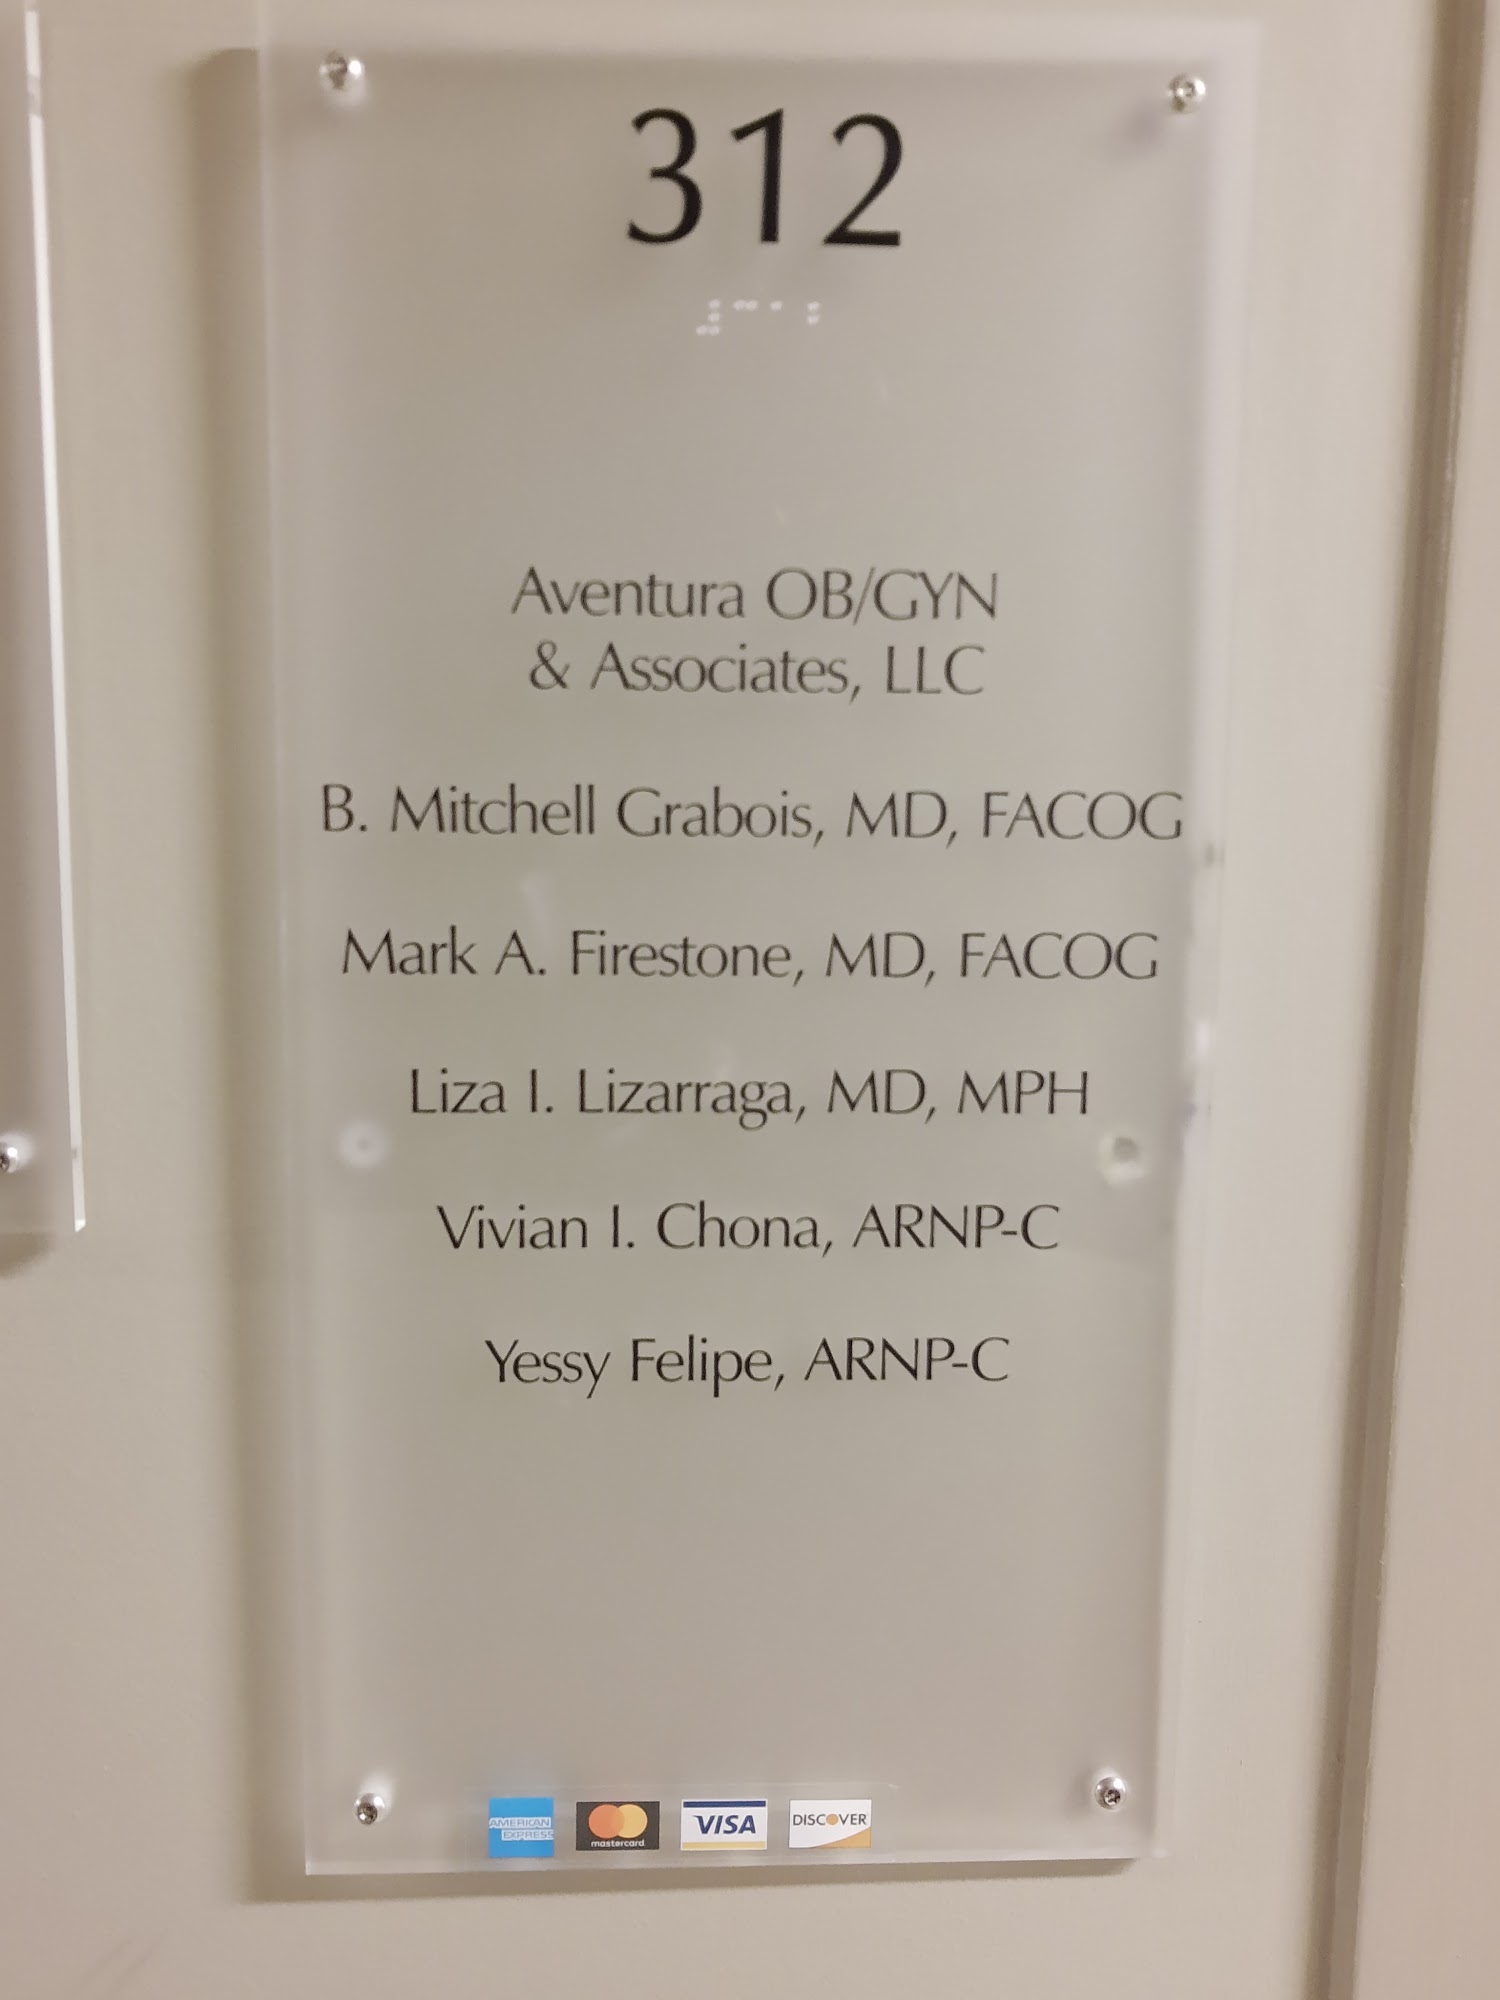 312
⠼⠉⠁⠃
Aventura OB/GYN
& Associates, LLC
B. Mitchell Grabois, MD, FACOG
Mark A. Firestone, MD, FACOG
Liza I. Lizarraga, MD, MPH
Vivian I. Chona, ARNP-C
Yessy Felipe, ARNP-C
AMERICAN EXPRESS mastercard VISA DISCOVER